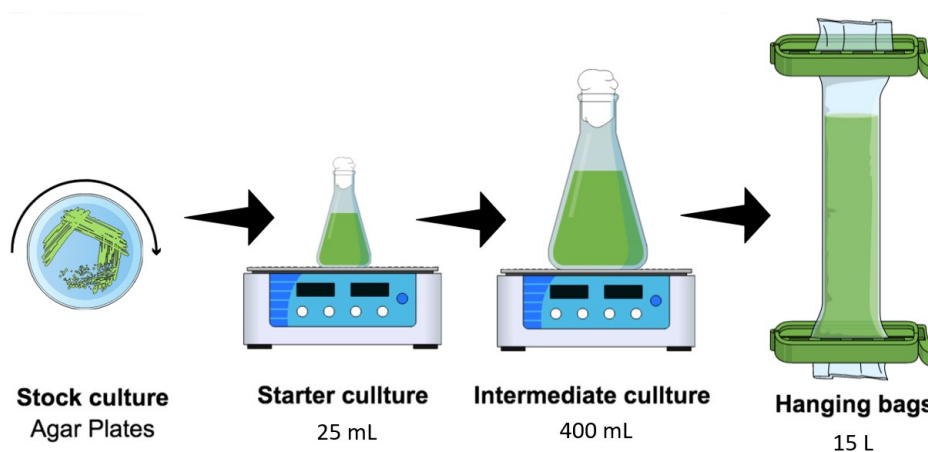 Stock culture
Agar Plates
Starter cullture
25 mL
Intermediate cullture
400 mL
Hanging bags
15 L